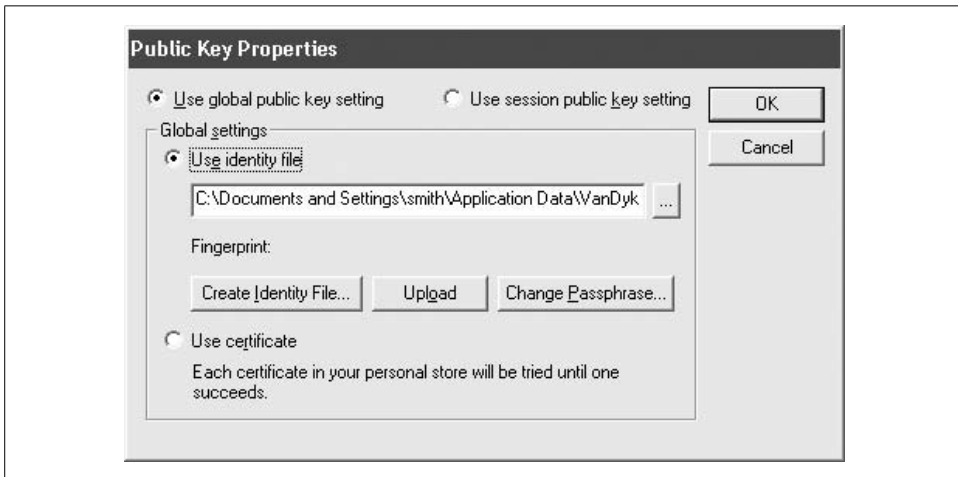 Public Key Properties
Use global public key setting
Use session public key setting
OK
Cancel
Global settings
Use identity file
C:\Documents and Settings\smith\Application Data\VanDyk
...
Fingerprint:
Create Identity File...
Upload
Change Passphrase...
Use certificate
Each certificate in your personal store will be tried until one
succeeds.